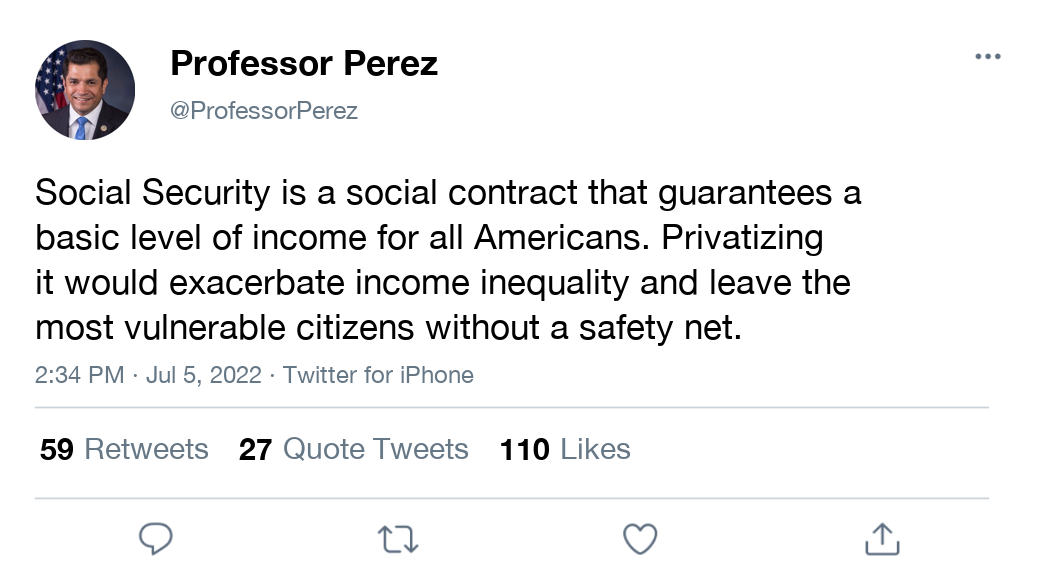 Professor Perez
@ProfessorPerez
Social Security is a social contract that guarantees a
basic level of income for all Americans. Privatizing
it would exacerbate income inequality and leave the
most vulnerable citizens without a safety net.
2:34 PM · Jul 5, 2022 · Twitter for iPhone
59 Retweets 27 Quote Tweets 110 Likes